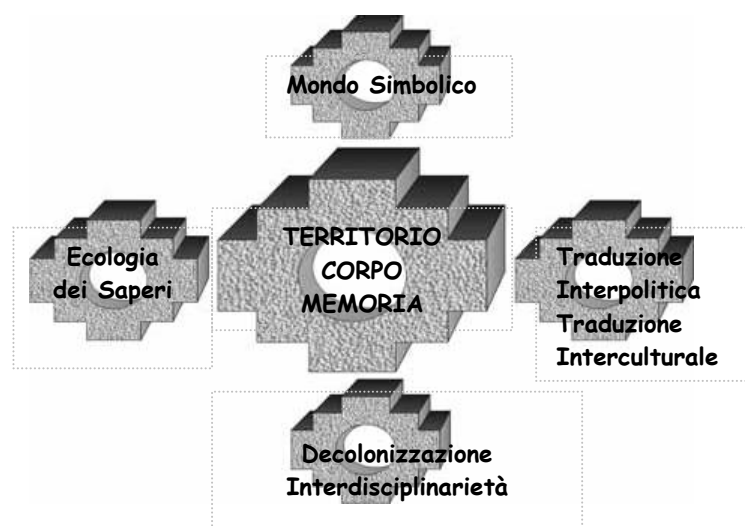 Mondo Simbolico
Ecologia
dei Saperi
TERRITORIO
CORPO
MEMORIA
Traduzione
Interpolitica
Traduzione
Interculturale
Decolonizzazione
Interdisciplinarietà